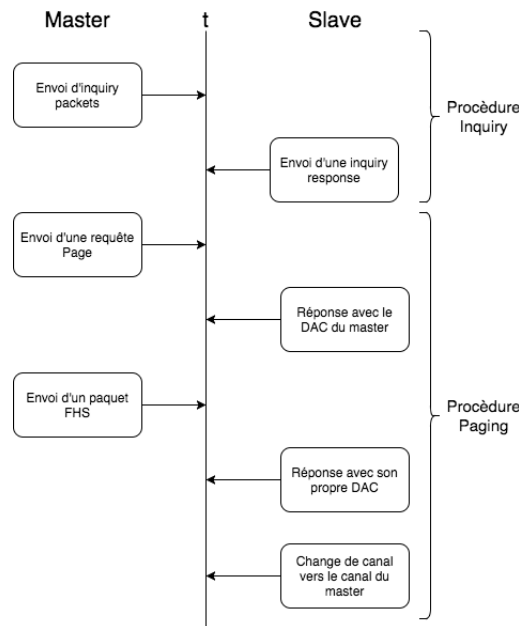 Master t Slave
Envoi d'inquiry
packets
Procèdure
Inquiry
Envoi d'une inquiry
response
Envoi d'une requête
Page
Réponse avec le
DAC du master
Envoi d'un paquet
FHS
Procèdure
Paging
Réponse avec son
propre DAC
Change de canal
vers le canal du
master